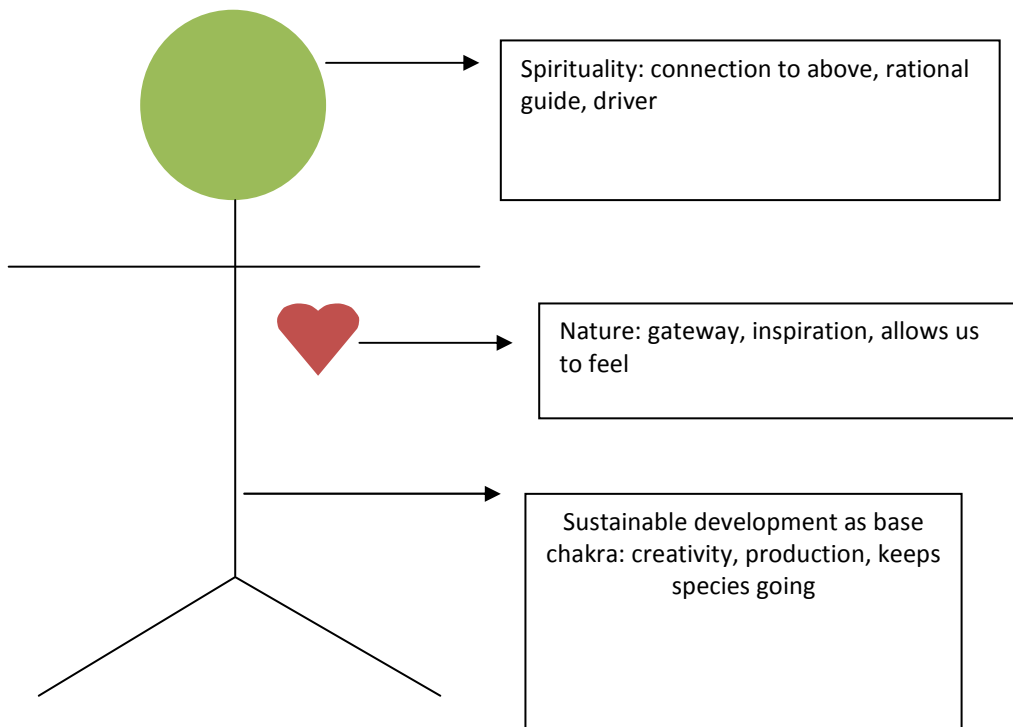 Spirituality: connection to above, rational
guide, driver
Nature: gateway, inspiration, allows us
to feel
Sustainable development as base
chakra: creativity, production, keeps
species going